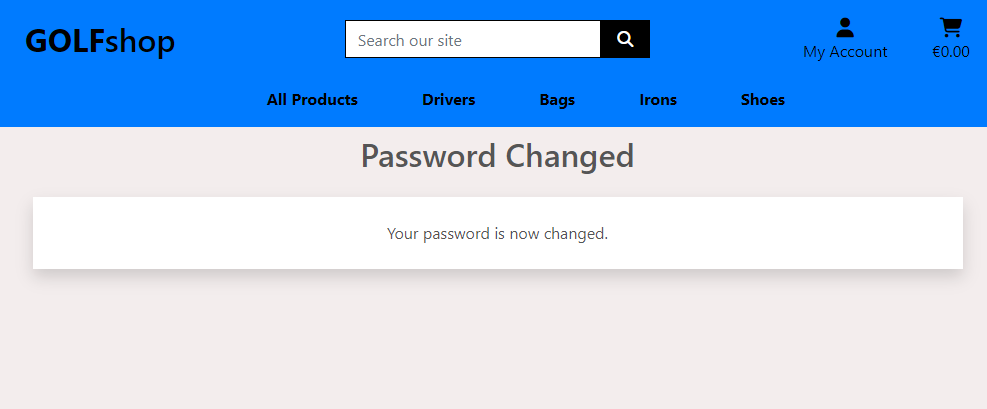 GOLFshop
Search our site
My Account
€0.00
All Products Drivers Bags Irons Shoes
Password Changed
Your password is now changed.